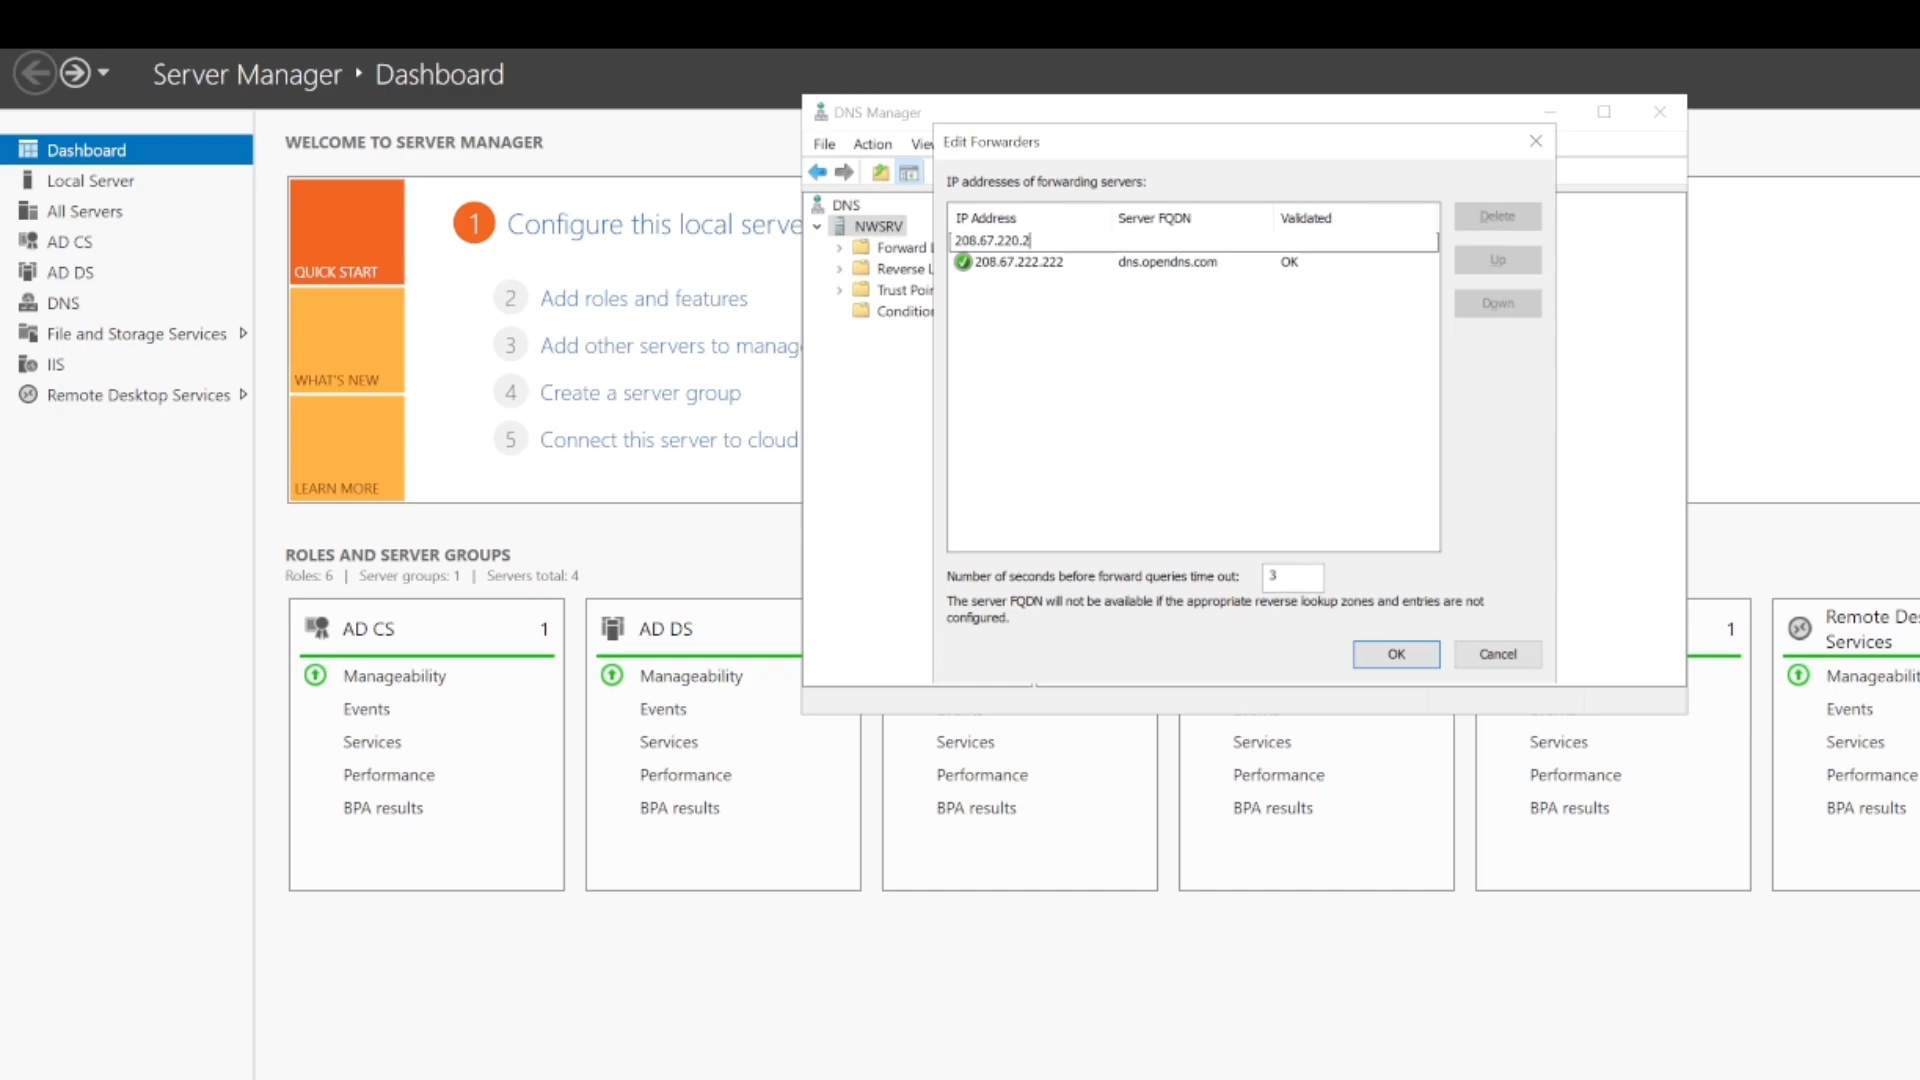 Server Manager ‣ Dashboard
Dashboard
Local Server
All Servers
AD CS
AD DS
DNS
File and Storage Services
IIS
Remote Desktop Services
WELCOME TO SERVER MANAGER
QUICK START
WHAT'S NEW
LEARN MORE
1 Configure this local serve
2 Add roles and features
3 Add other servers to manag
4 Create a server group
5 Connect this server to cloud
ROLES AND SERVER GROUPS
Roles: 6 | Server groups: 1 | Servers total: 4
AD CS 1
Manageability
Events
Services
Performance
BPA results
AD DS
Manageability
Events
Services
Performance
BPA results
Services
Performance
BPA results
Services
Performance
BPA results
1
Services
Performance
BPA results
Remote Des
Services
Manageabilit
Events
Services
Performance
BPA results
DNS Manager
File Action Vie
DNS
NWSRV
Forward L
Reverse L
Trust Poin
Condition
Edit Forwarders
IP addresses of forwarding servers:
IP Address Server FQDN Validated
208.67.220.2
208.67.222.222 dns.opendns.com OK
Delete
Up
Down
Number of seconds before forward queries time out: 3
The server FQDN will not be available if the appropriate reverse lookup zones and entries are not
configured.
OK Cancel